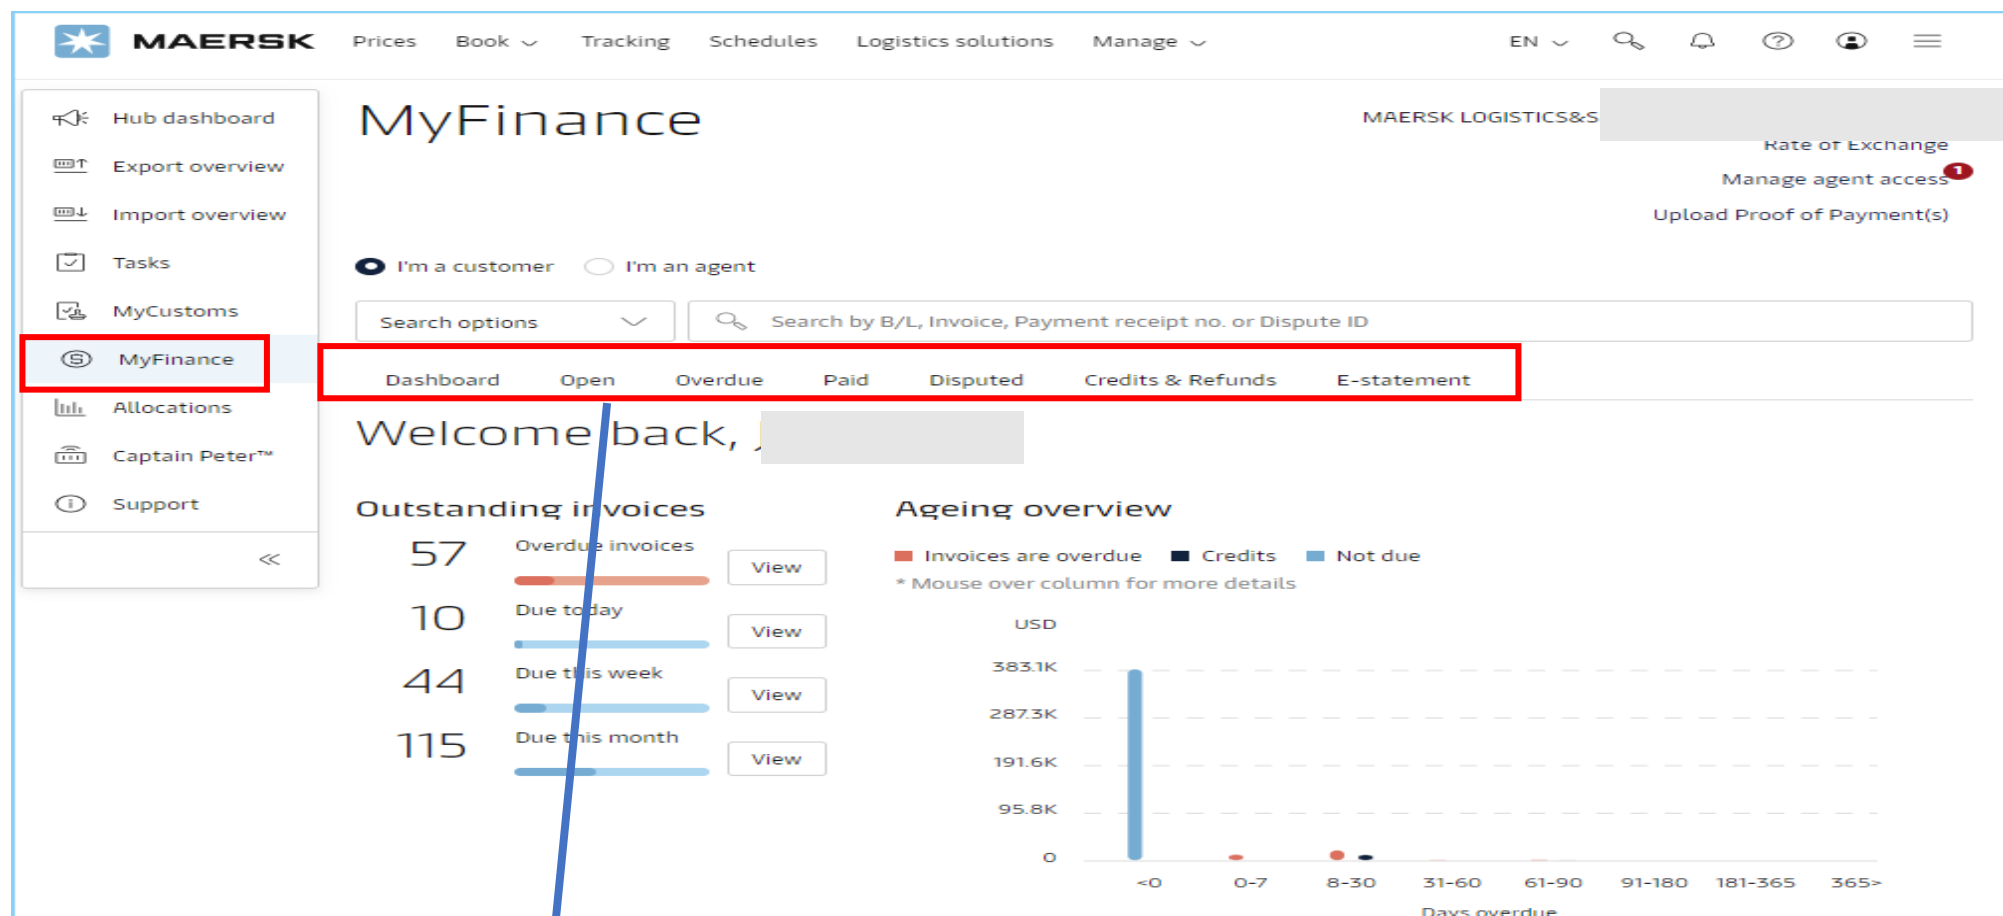 MAERSK Prices Book Tracking Schedules Logistics solutions Manage EN
Hub dashboard
Export overview
Import overview
Tasks
MyCustoms
MyFinance
Allocations
Captain Peter™
Support
MyFinance
MAERSK LOGISTICS&S
Rate of Exchange
Manage agent access 1
Upload Proof of Payment(s)
I'm a customer I'm an agent
Search options Search by B/L, Invoice, Payment receipt no. or Dispute ID
Dashboard Open Overdue Paid Disputed Credits & Refunds E-statement
Welcome back,
Outstanding invoices
57 Overdue invoices View
10 Due today View
44 Due this week View
115 Due this month View
Ageing overview
Invoices are overdue Credits Not due
* Mouse over column for more details
USD
383.1K
287.3K
191.6K
95.8K
0
<0 0-7 8-30 31-60 61-90 91-180 181-365 365>
Days overdue